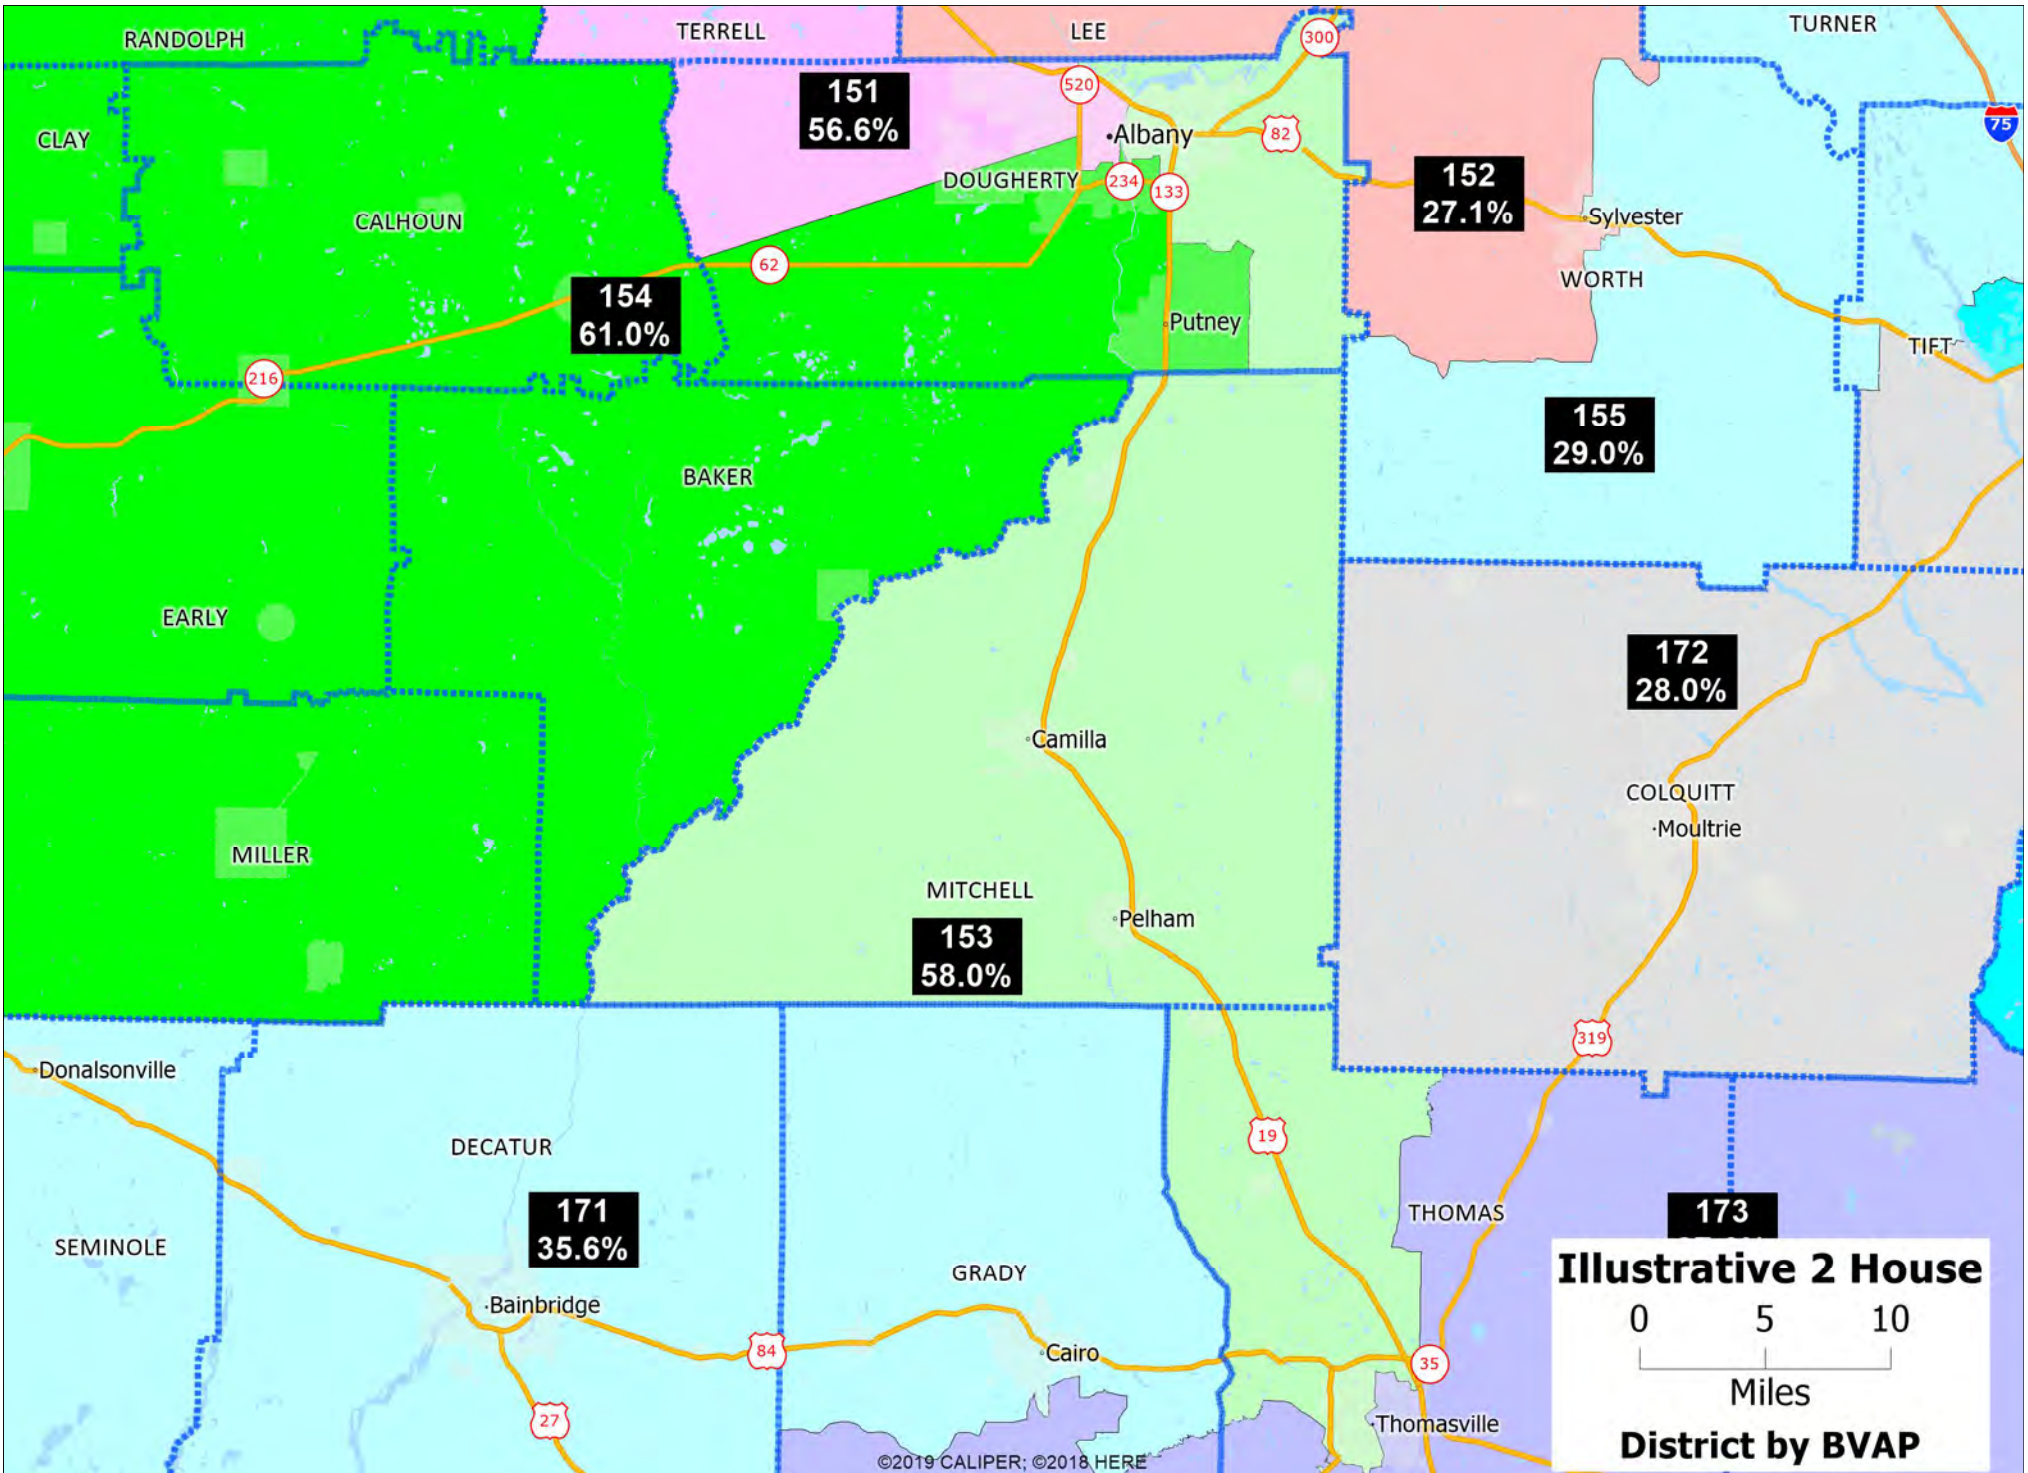 RANDOLPH
TERRELL
LEE
300
TURNER
151
56.6%
520
CLAY
Albany
82
75
DOUGHERTY
234
133
152
27.1%
CALHOUN
Sylvester
62
WORTH
154
61.0%
Putney
TIFT
216
155
29.0%
BAKER
EARLY
172
28.0%
Camilla
COLQUITT
Moultrie
MILLER
MITCHELL
Pelham
153
58.0%
319
Donalsonville
DECATUR
19
171
35.6%
THOMAS
173
SEMINOLE
GRADY
Bainbridge
84
Cairo
35
27
Thomasville
Illustrative 2 House
0 5 10
Miles
District by BVAP
©2019 CALIPER; ©2018 HERE